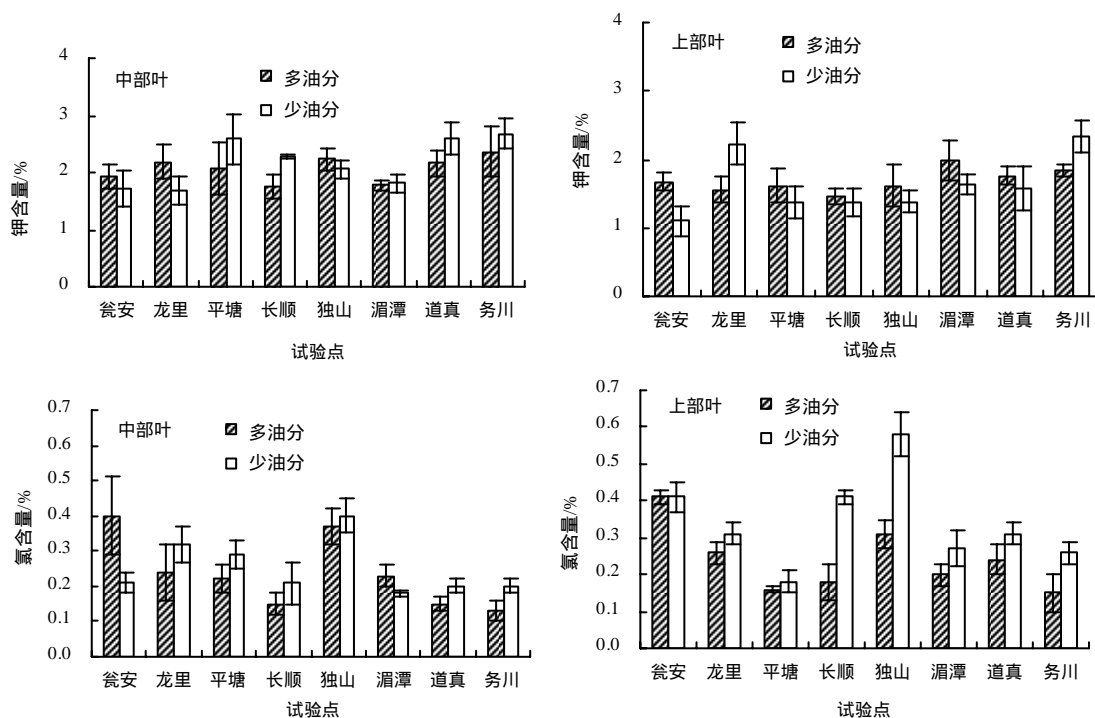 中部叶
多油分
少油分
4
3
2
1
0
钾含量/%
瓮安 龙里 平塘 长顺 独山 湄潭 道真 务川
试验点
上部叶
多油分
少油分
4
3
2
1
0
钾含量/%
瓮安 龙里 平塘 长顺 独山 湄潭 道真 务川
试验点
中部叶
多油分
少油分
0.7
0.6
0.5
0.4
0.3
0.2
0.1
0.0
氯含量/%
瓮安 龙里 平塘 长顺 独山 湄潭 道真 务川
试验点
上部叶
多油分
少油分
0.7
0.6
0.5
0.4
0.3
0.2
0.1
0.0
氯含量/%
瓮安 龙里 平塘 长顺 独山 湄潭 道真 务川
试验点